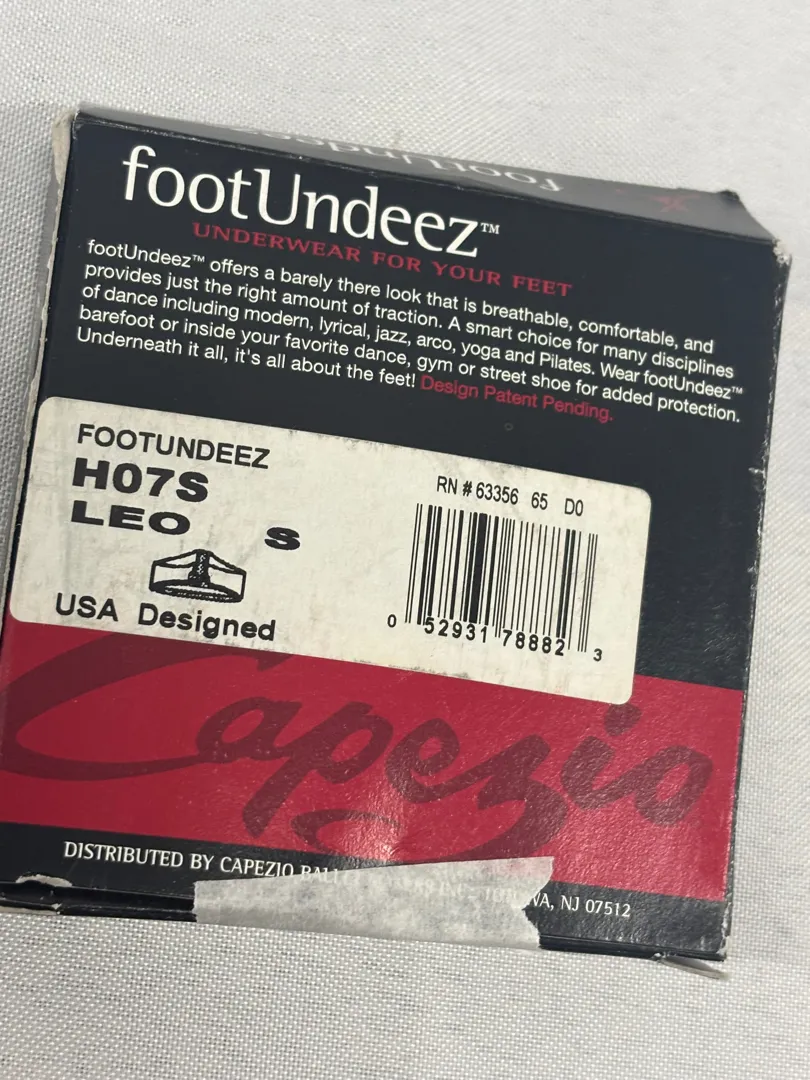 footUndeez
footUndeez™
UNDERWEAR FOR YOUR FEET
footUndeez™ offers a barely there look that is breathable, comfortable, and
provides just the right amount of traction. A smart choice for many disciplines
of dance including modern, lyrical, jazz, arco, yoga and Pilates. Wear footUndeez™
barefoot or inside your favorite dance, gym or street shoe for added protection.
Underneath it all, it's all about the feet! Design Patent Pending.
FOOTUNDEEZ
H07S
LEO S
USA Designed
RN # 63356 65 D0
0 52931 78882 3
Capezio
DISTRIBUTED BY CAPEZIO NJ 07512